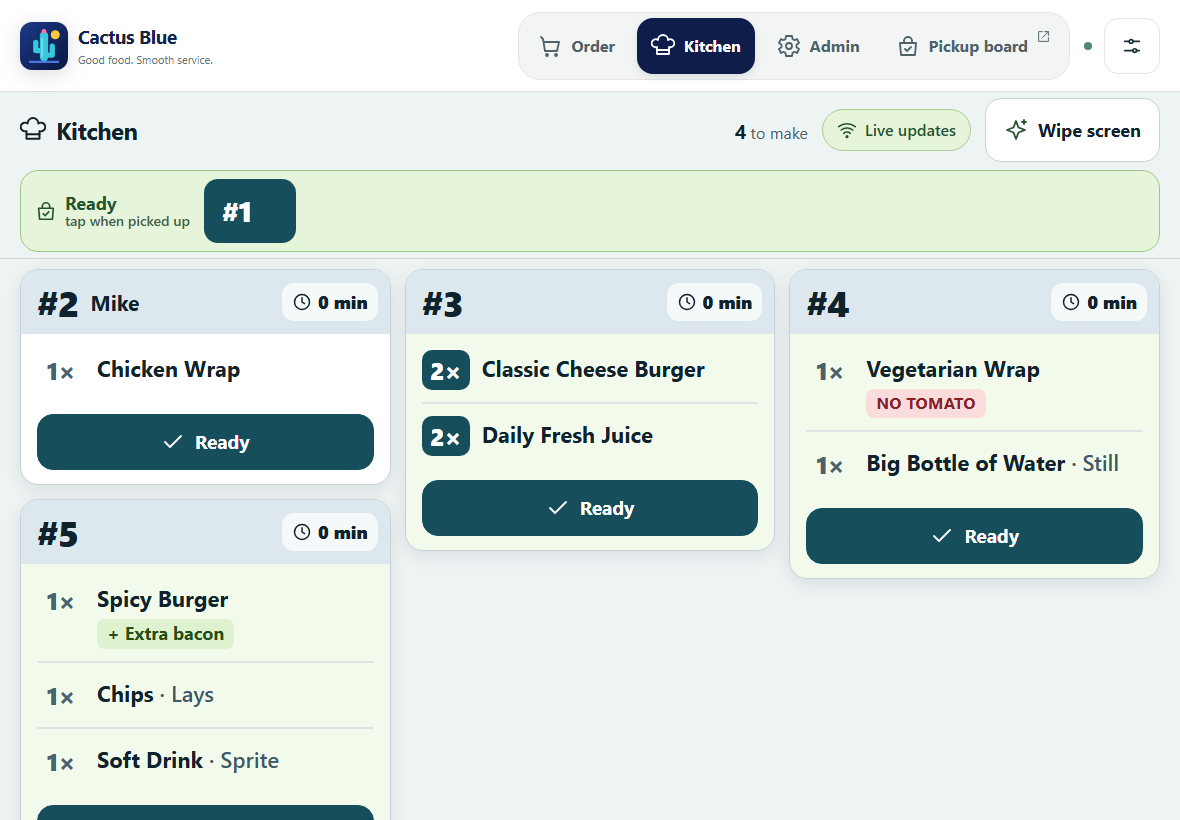 Cactus Blue
Good food. Smooth service.
Order
Kitchen
Admin
Pickup board
Kitchen
4 to make
Live updates
Wipe screen
Ready
tap when picked up
#1
#2 Mike
0 min
1× Chicken Wrap
Ready
#3
0 min
2× Classic Cheese Burger
2× Daily Fresh Juice
Ready
#4
0 min
1× Vegetarian Wrap
NO TOMATO
1× Big Bottle of Water · Still
Ready
#5
0 min
1× Spicy Burger
+ Extra bacon
1× Chips · Lays
1× Soft Drink · Sprite